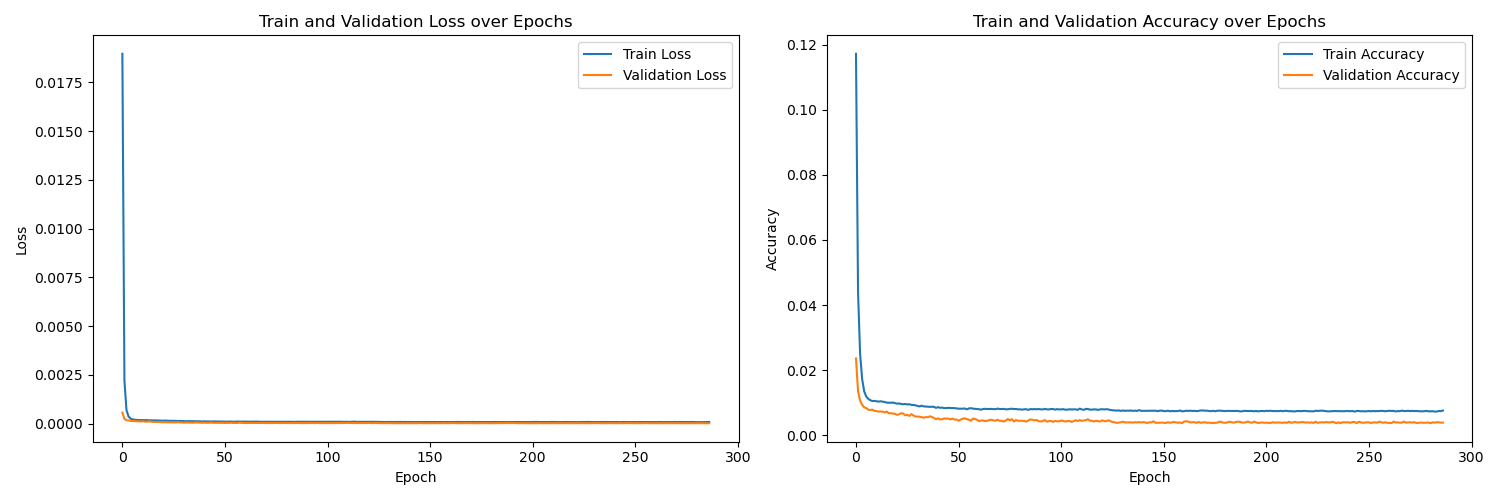 Train and Validation Loss over Epochs
Train Loss
Validation Loss
0.0175
0.0150
0.0125
0.0100
0.0075
0.0050
0.0025
0.0000
Loss
0 50 100 150 200 250 300
Epoch
Train and Validation Accuracy over Epochs
Train Accuracy
Validation Accuracy
0.12
0.10
0.08
0.06
0.04
0.02
0.00
Accuracy
0 50 100 150 200 250 300
Epoch